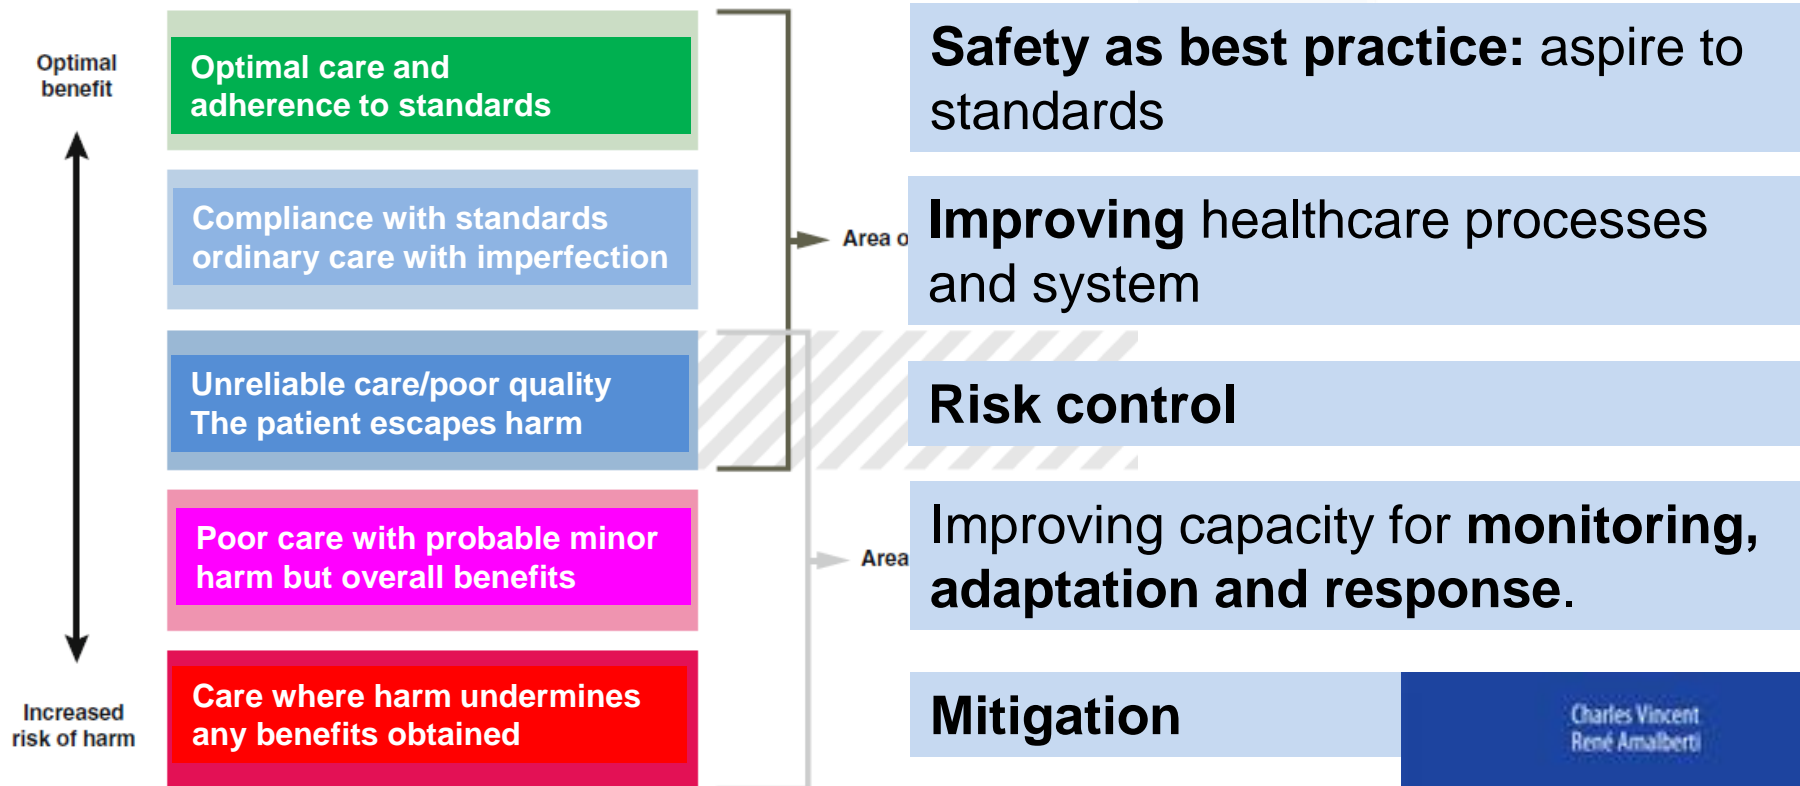 Optimal
benefit
Optimal care and
adherence to standards
Safety as best practice: aspire to
standards
Compliance with standards
ordinary care with imperfection
Area o
Improving healthcare processes
and system
Unreliable care/poor quality
The patient escapes harm
Risk control
Poor care with probable minor
harm but overall benefits
Area
Improving capacity for monitoring,
adaptation and response.
Increased
risk of harm
Care where harm undermines
any benefits obtained
Mitigation
Charles Vincent
René Amalberti